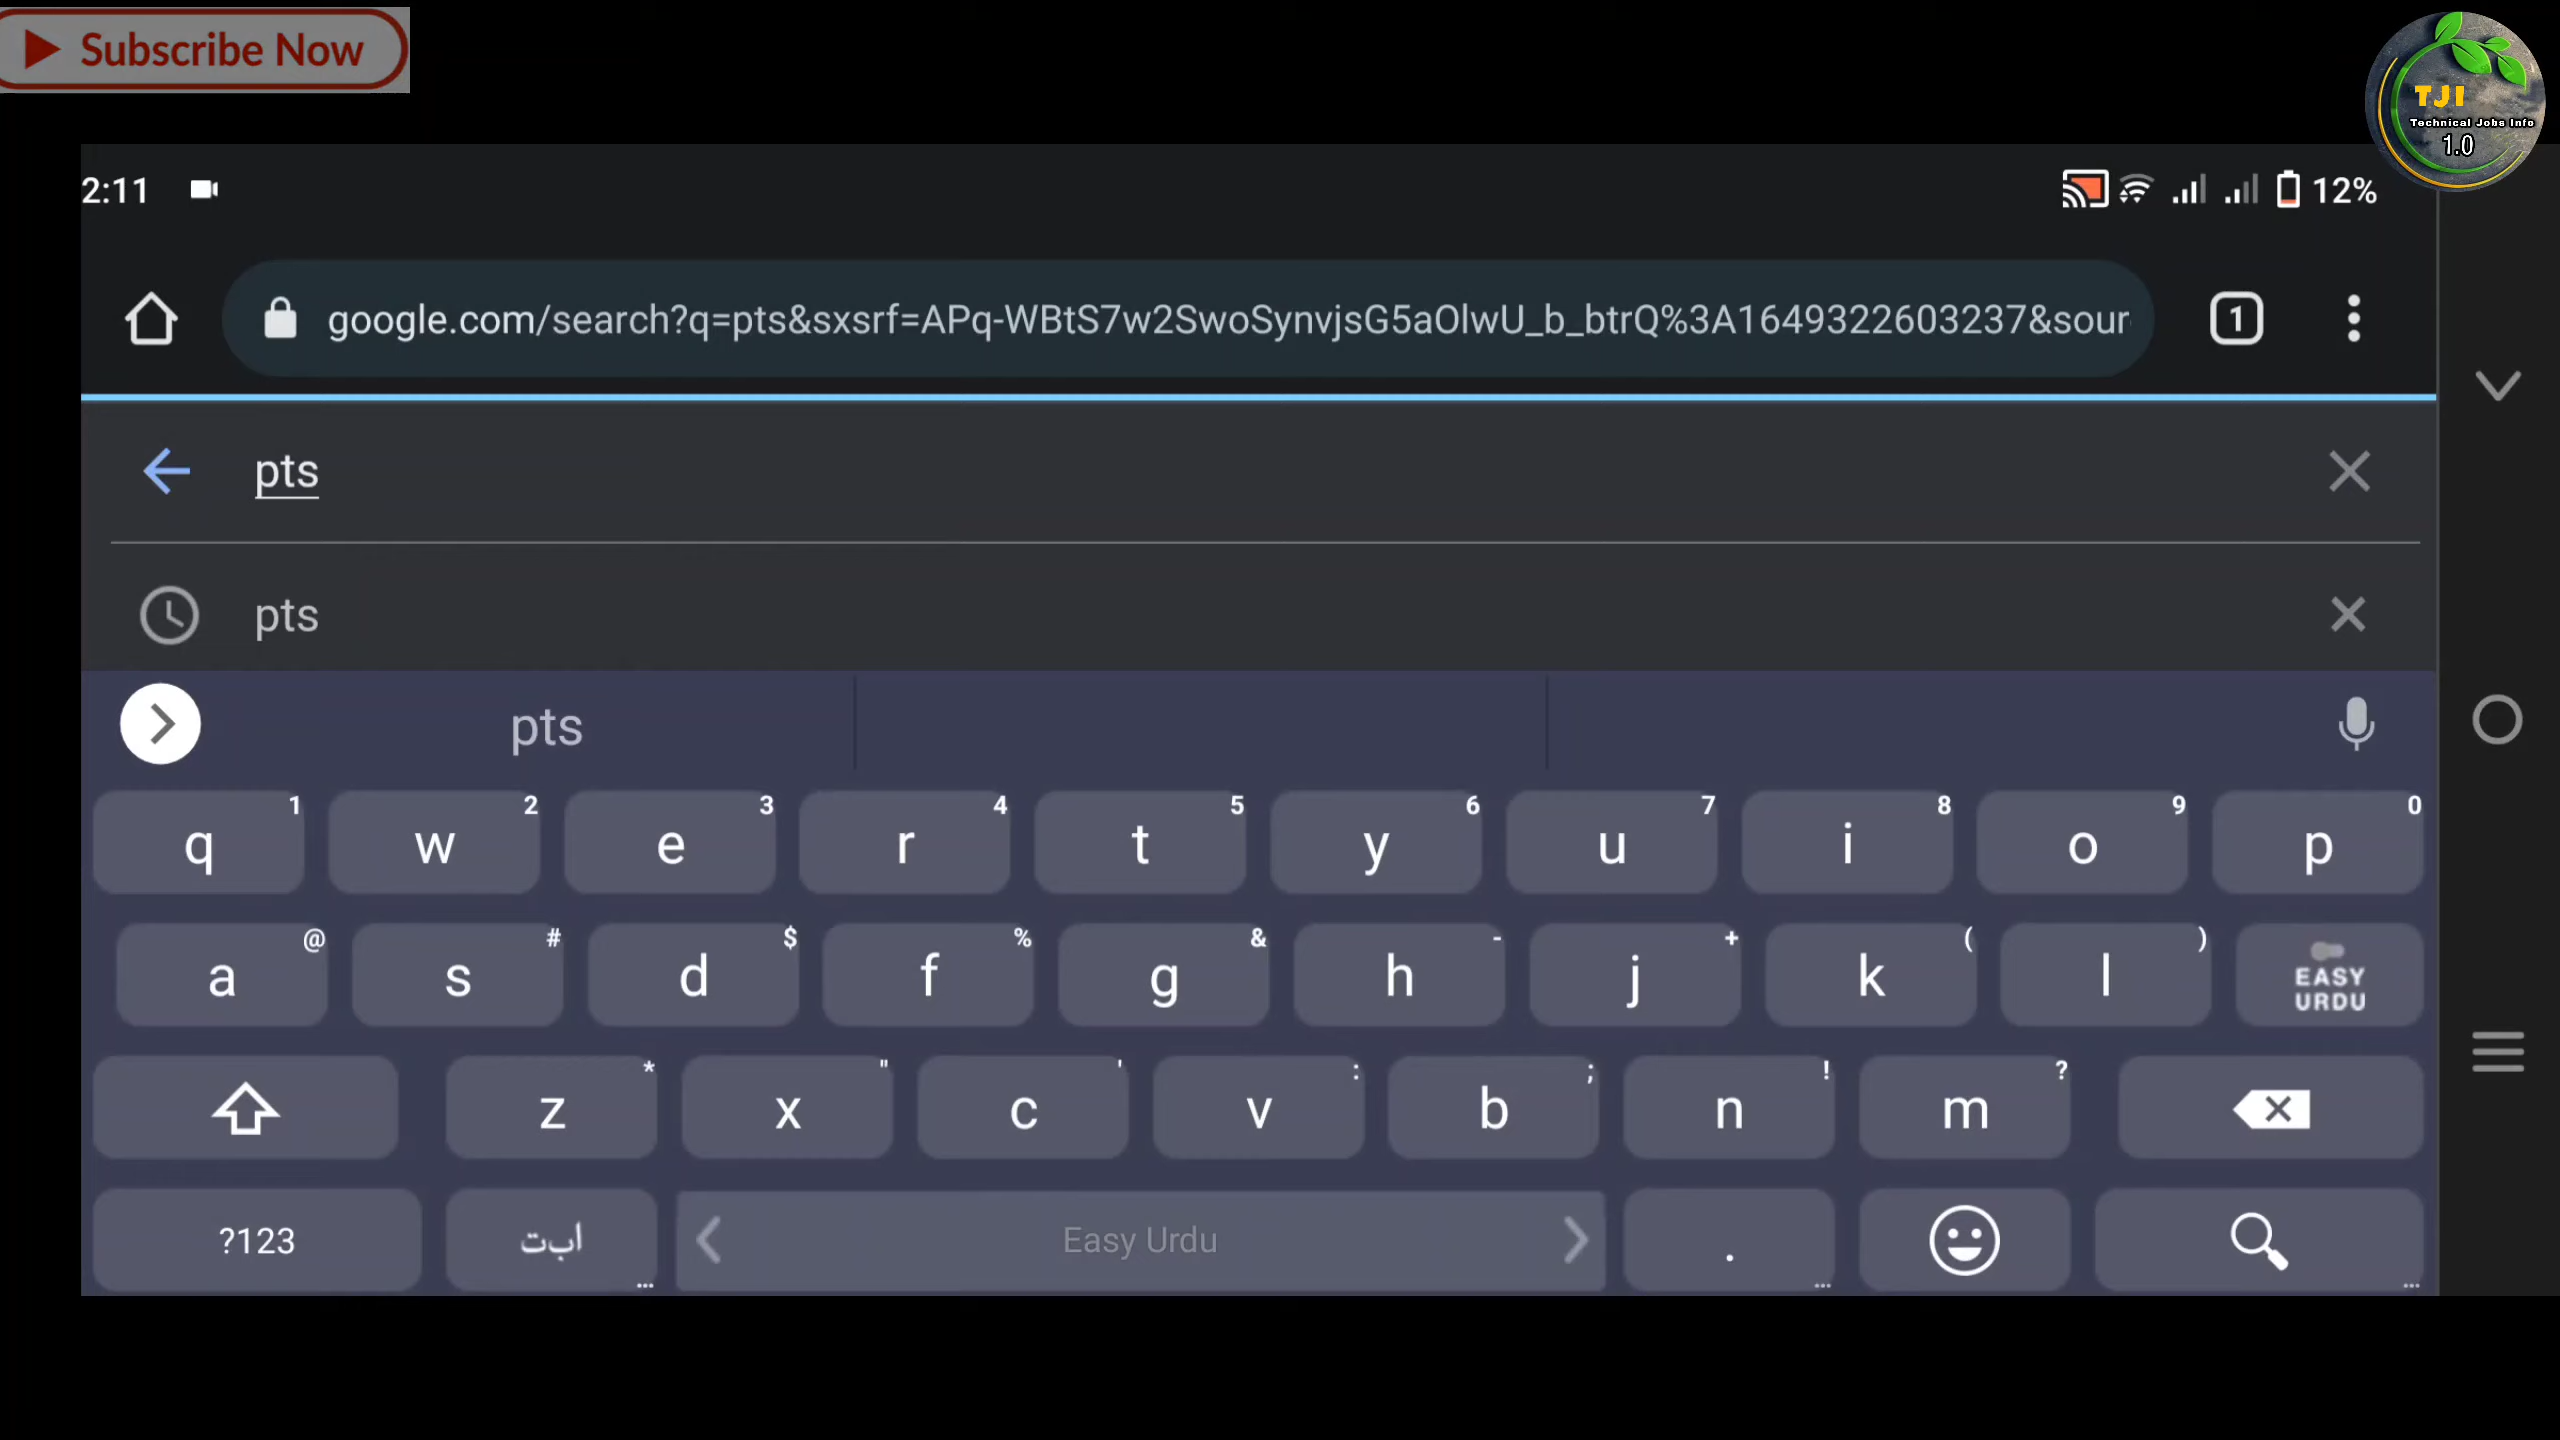 Subscribe Now
TJI
Technical Jobs Info
1.0
2:11
12%
google.com/search?q=pts&sxsrf=APq-WBtS7w2SwoSynvjsG5aOlwU_b_btrQ%3A1649322603237&sour
1
pts
pts
pts
1 2 3 4 5 6 7 8 9 0
q w e r t y u i o p
@ # $ % & - + ( )
a s d f g h j k l EASY URDU
* " ' : ; ! ?
z x c v b n m
?123 ابت Easy Urdu .